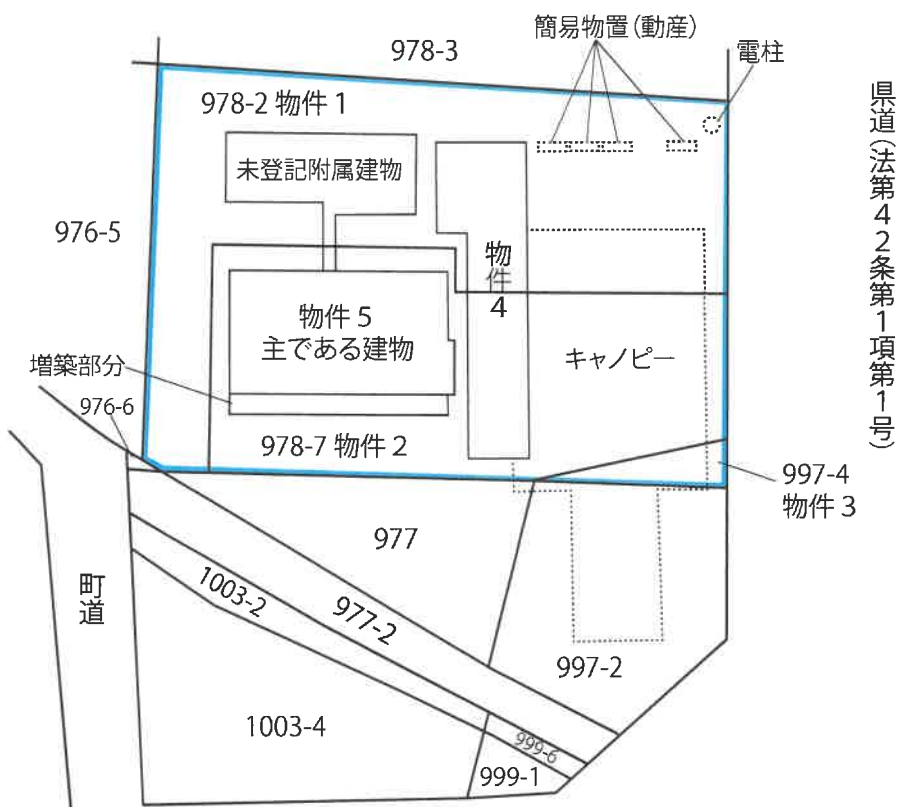 簡易物置（動産）
978-3
電柱
978-2 物件 1
県道（法第４２条第１項第１号）
未登記附属建物
976-5
物件4
物件 5
主である建物
キャノピー
増築部分
976-6
978-7 物件 2
997-4
物件 3
977
町道
1003-2
977-2
997-2
1003-4
999-6
999-1